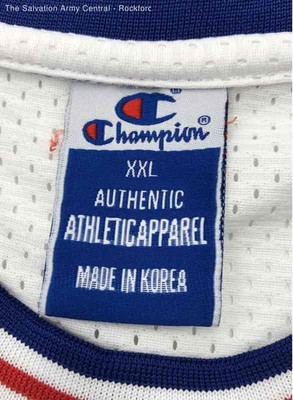 The Salvation Army Central - Rockford
Champion®
XXL
AUTHENTIC
ATHLETICAPPAREL
MADE IN KOREA